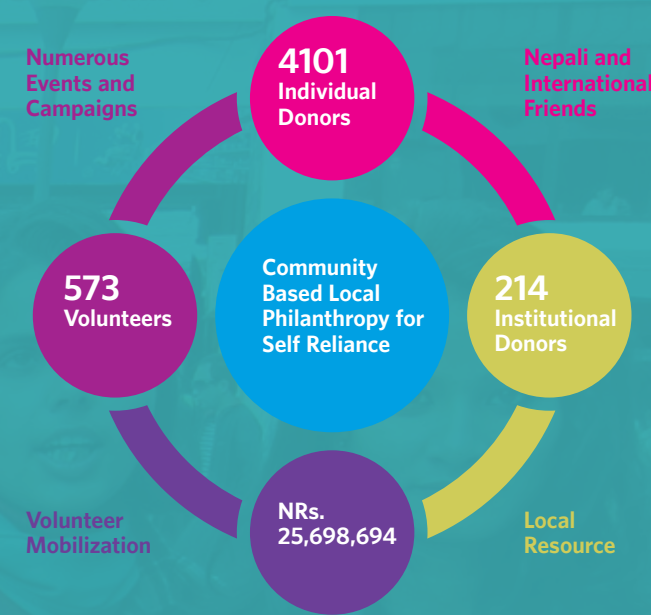 Numerous
Events and
Campaigns
4101
Individual
Donors
Nepali and
International
Friends
573
Volunteers
Community
Based Local
Philanthropy for
Self Reliance
214
Institutional
Donors
Volunteer
Mobilization
NRs.
25,698,694
Local
Resource